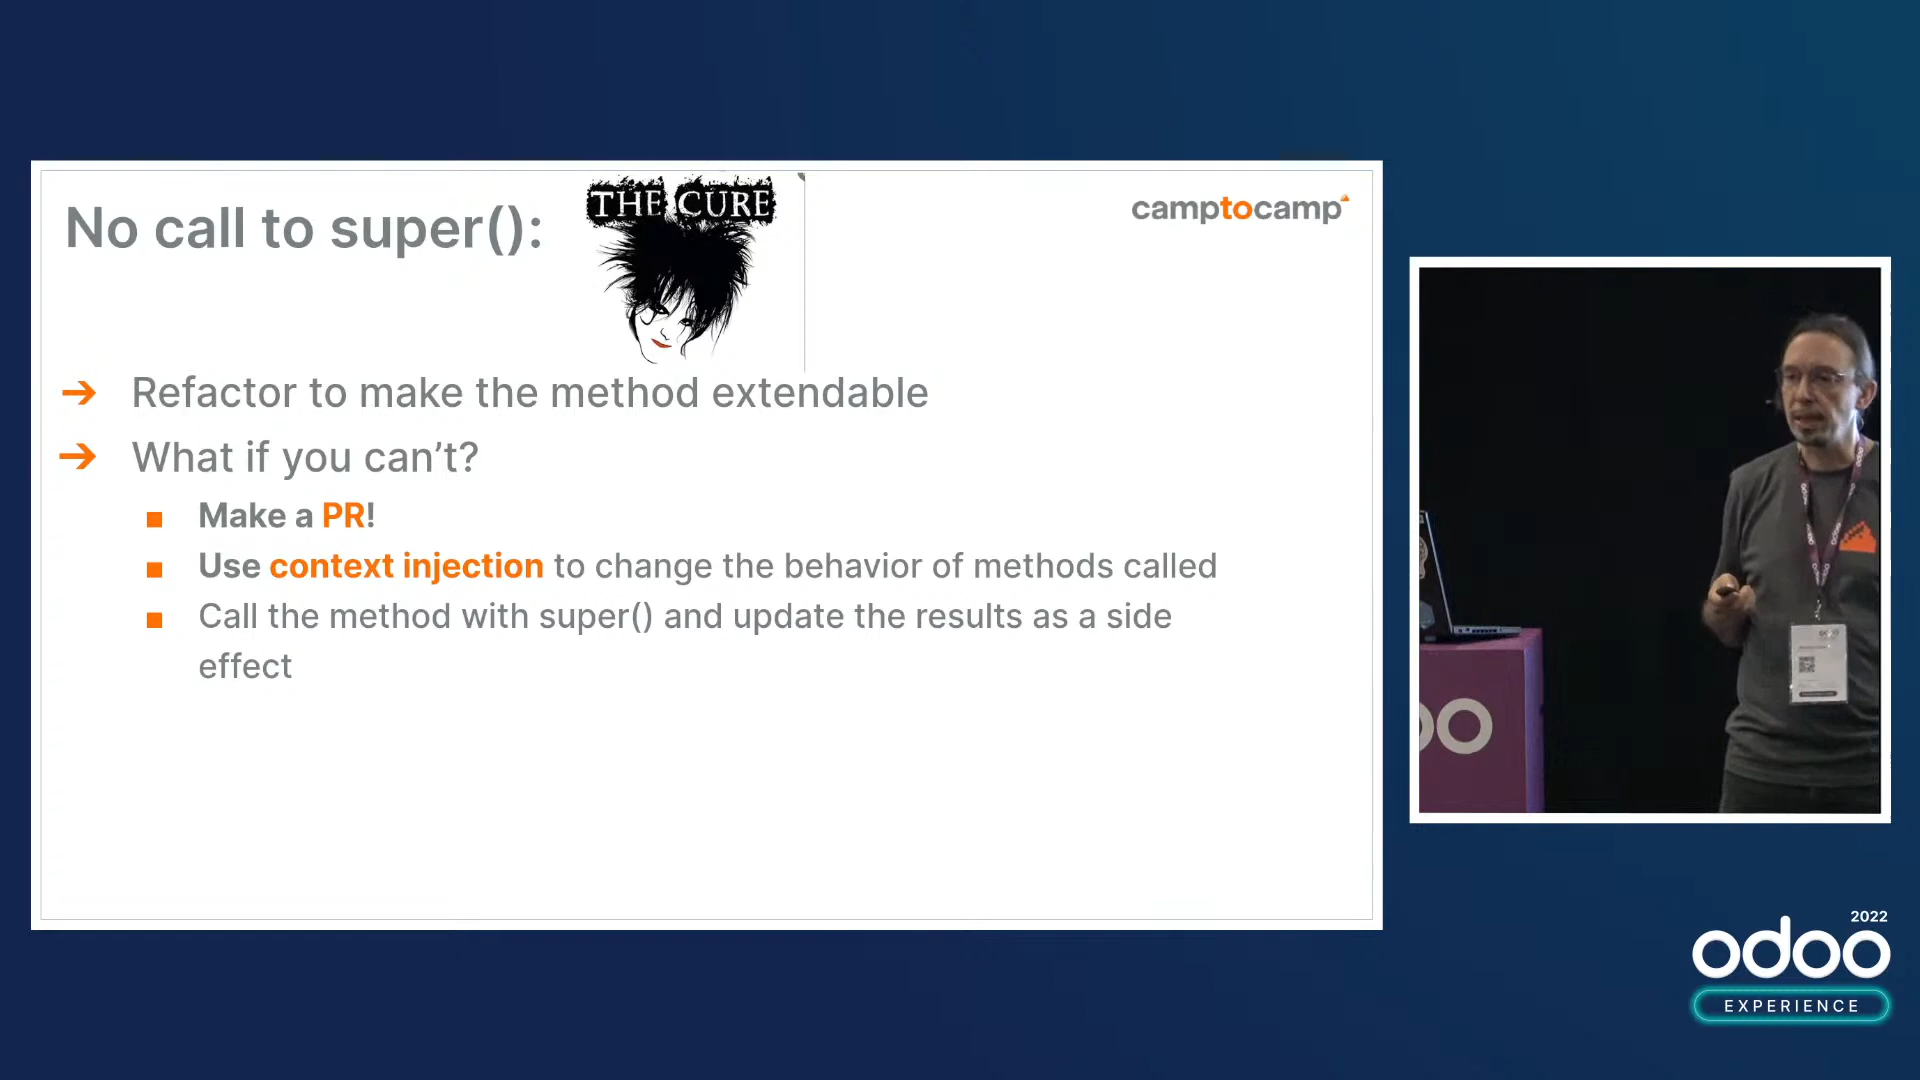 No call to super():
THE CURE
camptocamp
➔ Refactor to make the method extendable
➔ What if you can’t?
■ Make a PR!
■ Use context injection to change the behavior of methods called
■ Call the method with super() and update the results as a side
effect
2022
odoo
EXPERIENCE